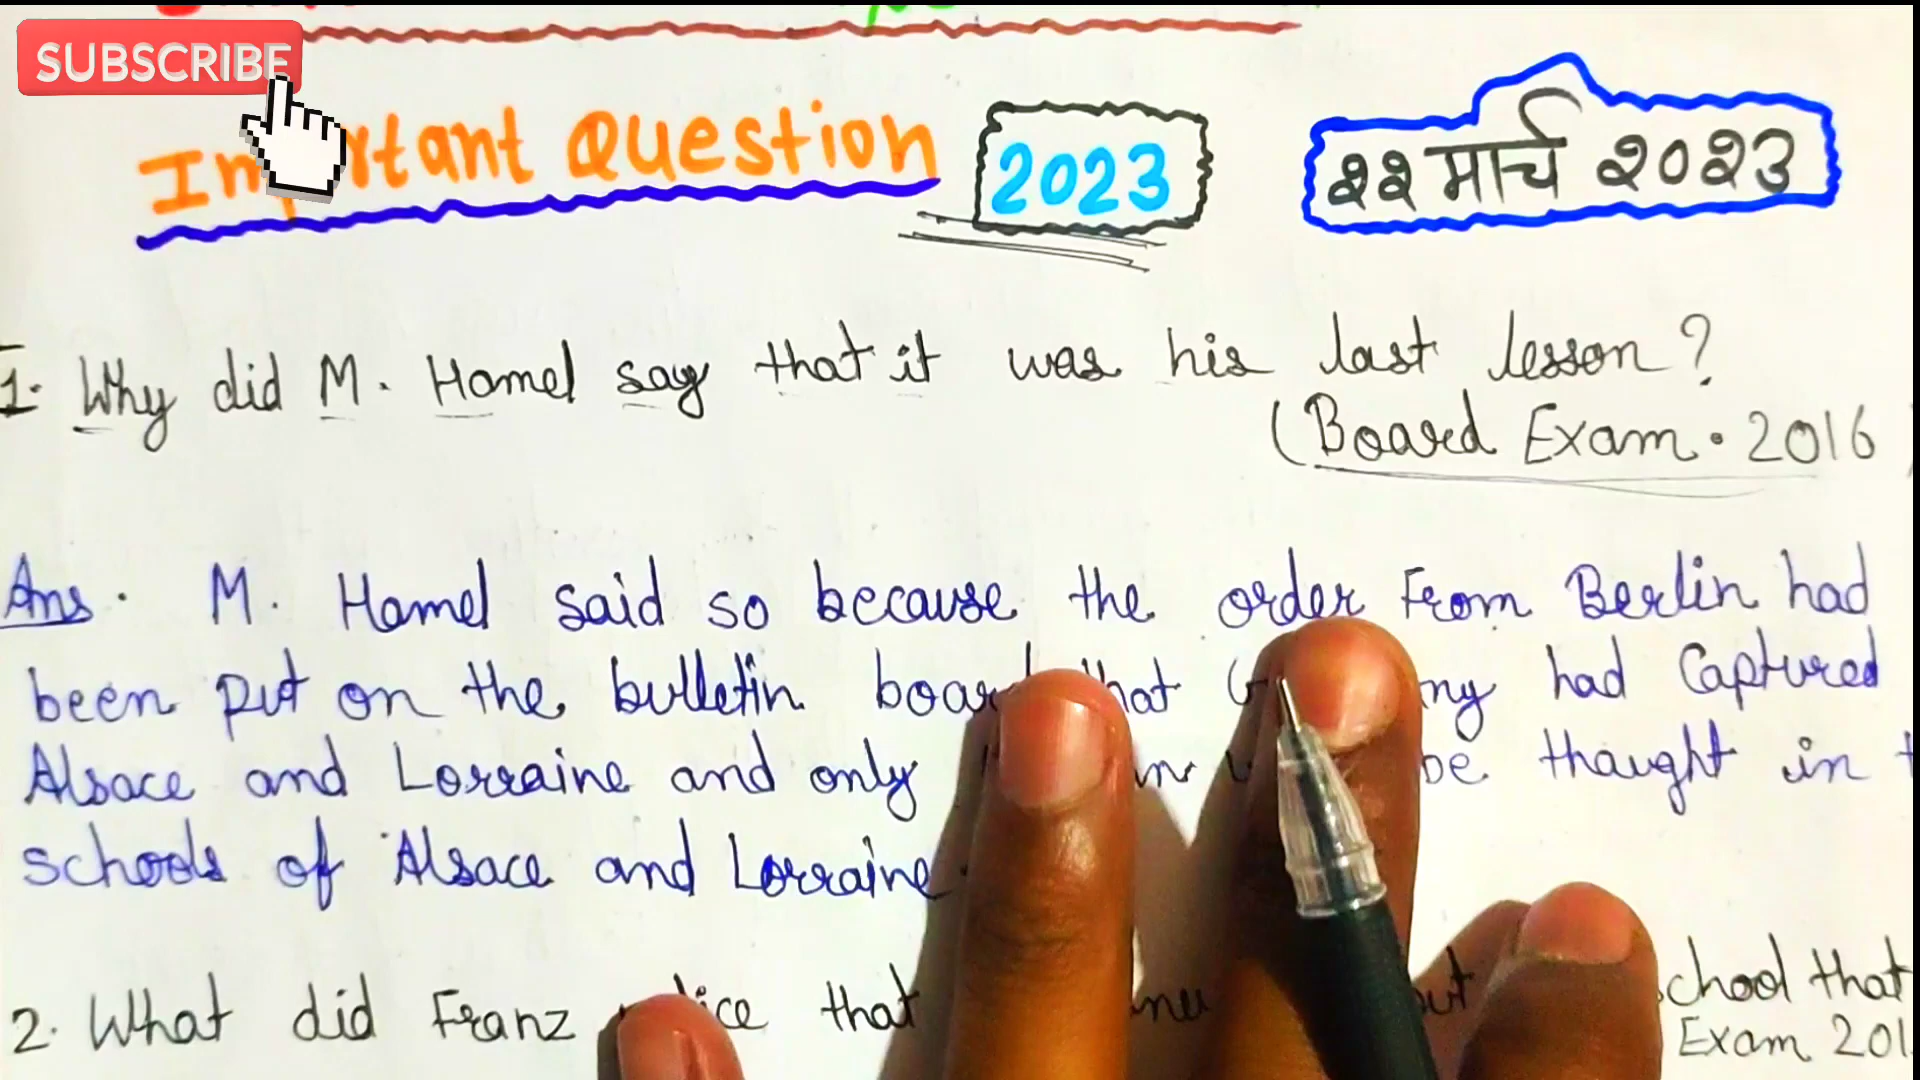 SUBSCRIBE
Important Question 2023 २२ मार्च २०२३
1. Why did M. Hamel say that it was his last lesson?
(Board Exam. 2016
Ans. M. Hamel said so because the order From Berlin had
been put on the bulletin board that had Captured
Alsace and Lorraine and only be thaught in
schools of Alsace and Lorraine.
2. What did Franz that that
Exam